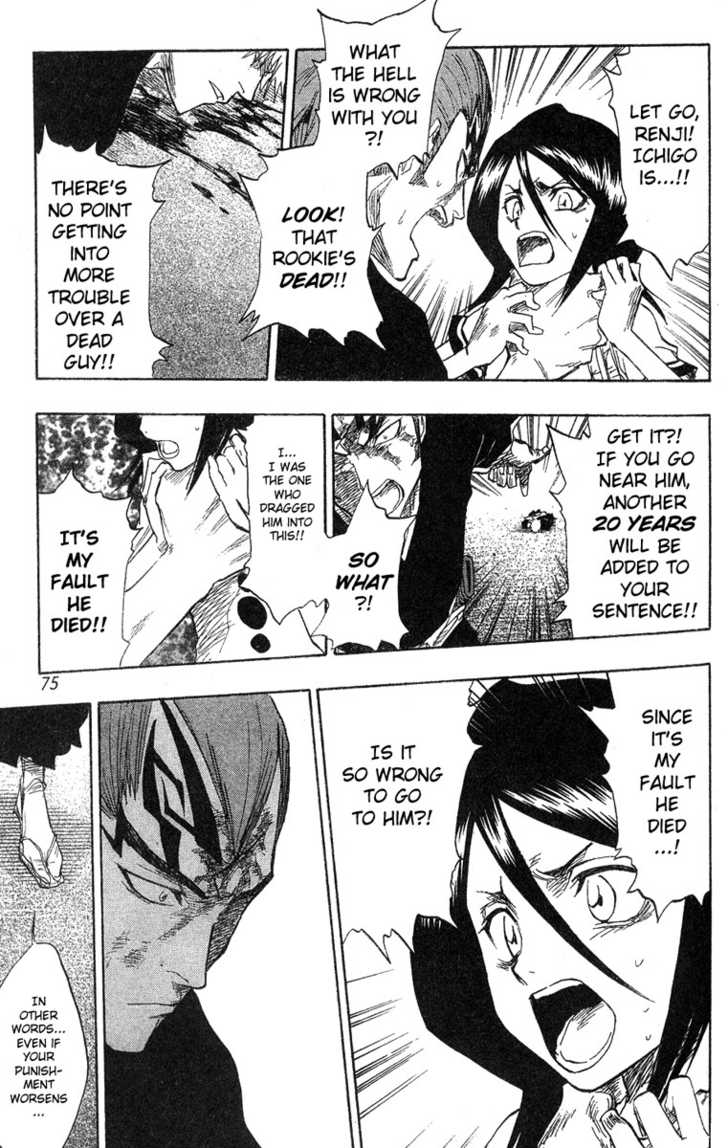 LET GO,
RENJI!
ICHIGO
IS...!!
WHAT
THE HELL
IS WRONG
WITH YOU
?!
LOOK!
THAT
ROOKIE'S
DEAD!!
THERE'S
NO POINT
GETTING
INTO
MORE
TROUBLE
OVER A
DEAD
GUY!!
GET IT?!
IF YOU GO
NEAR HIM,
ANOTHER
20 YEARS
WILL BE
ADDED TO
YOUR
SENTENCE!!
SO
WHAT
?!
I...
I WAS
THE ONE
WHO
DRAGGED
HIM INTO
THIS!!
IT'S
MY
FAULT
HE
DIED!!
75
SINCE
IT'S
MY
FAULT
HE
DIED
...!
IS IT
SO WRONG
TO GO
TO HIM?!
IN
OTHER
WORDS...
EVEN IF
YOUR
PUNISH-
MENT
WORSENS
...